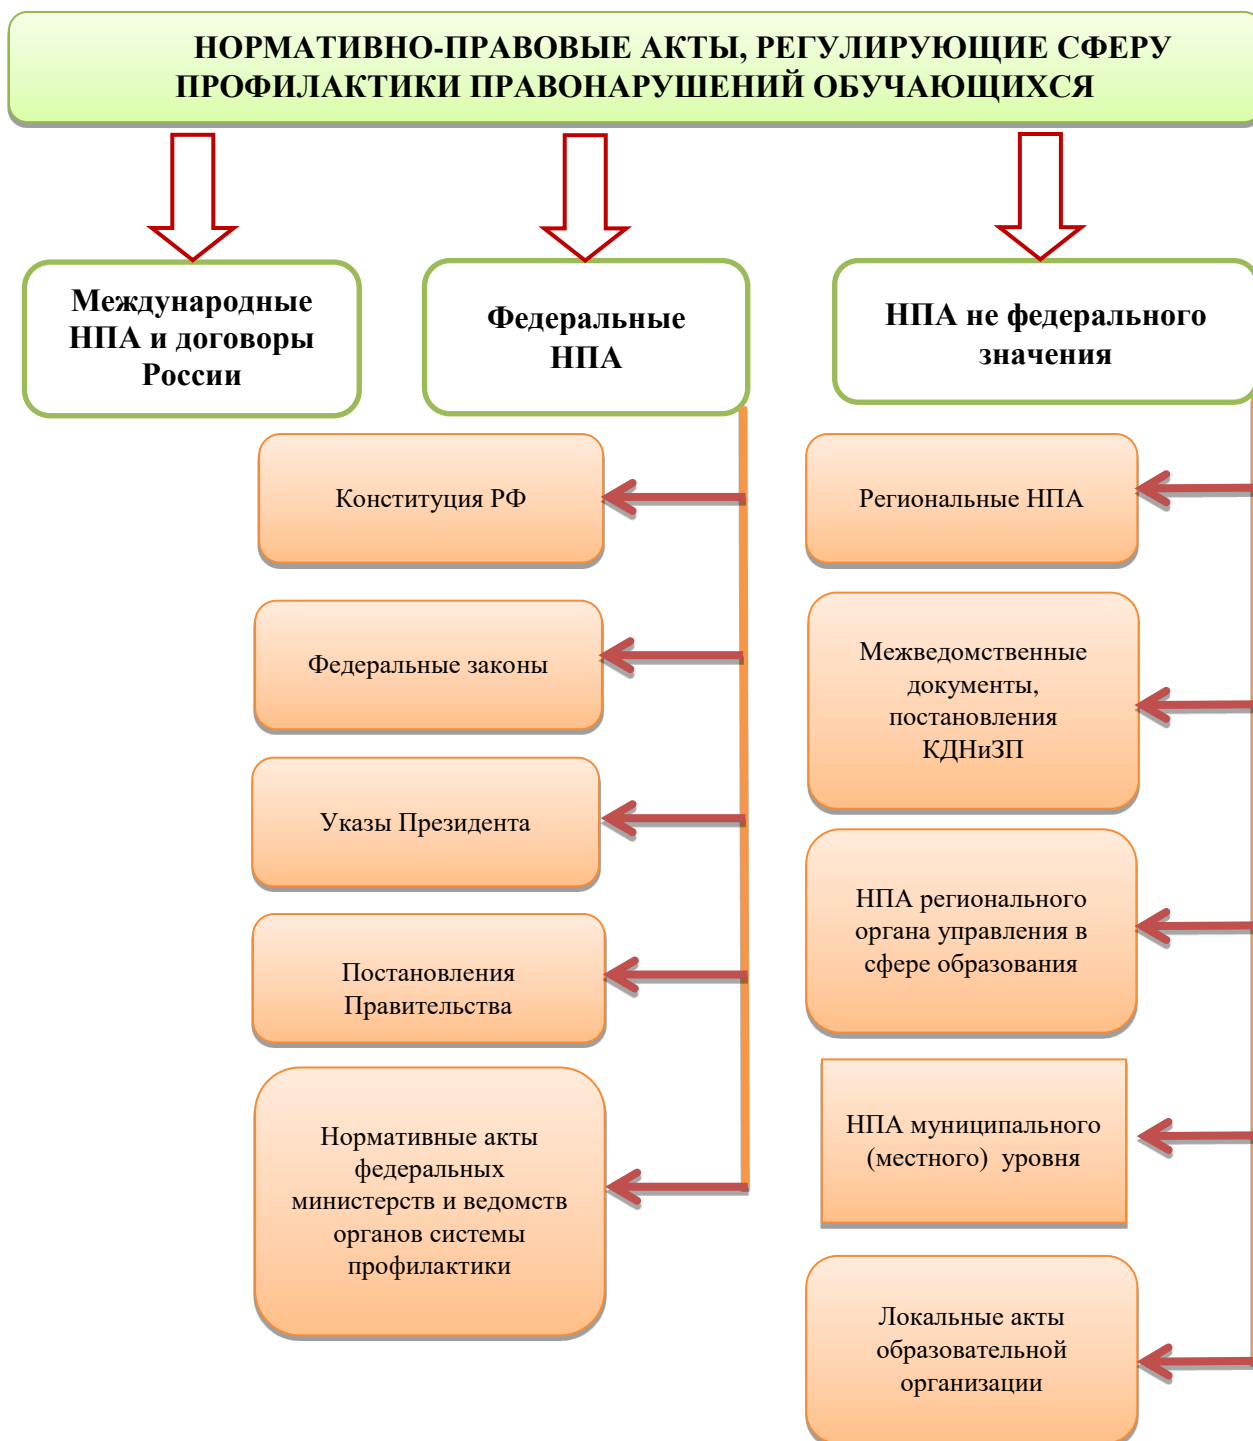 НОРМАТИВНО-ПРАВОВЫЕ АКТЫ, РЕГУЛИРУЮЩИЕ СФЕРУ
ПРОФИЛАКТИКИ ПРАВОНАРУШЕНИЙ ОБУЧАЮЩИХСЯ
Международные
НПА и договоры
России
Федеральные
НПА
НПА не федерального
значения
Конституция РФ
Федеральные законы
Указы Президента
Постановления
Правительства
Нормативные акты
федеральных
министерств и ведомств
органов системы
профилактики
Региональные НПА
Межведомственные
документы,
постановления
КДНиЗП
НПА регионального
органа управления в
сфере образования
НПА муниципального
(местного) уровня
Локальные акты
образовательной
организации